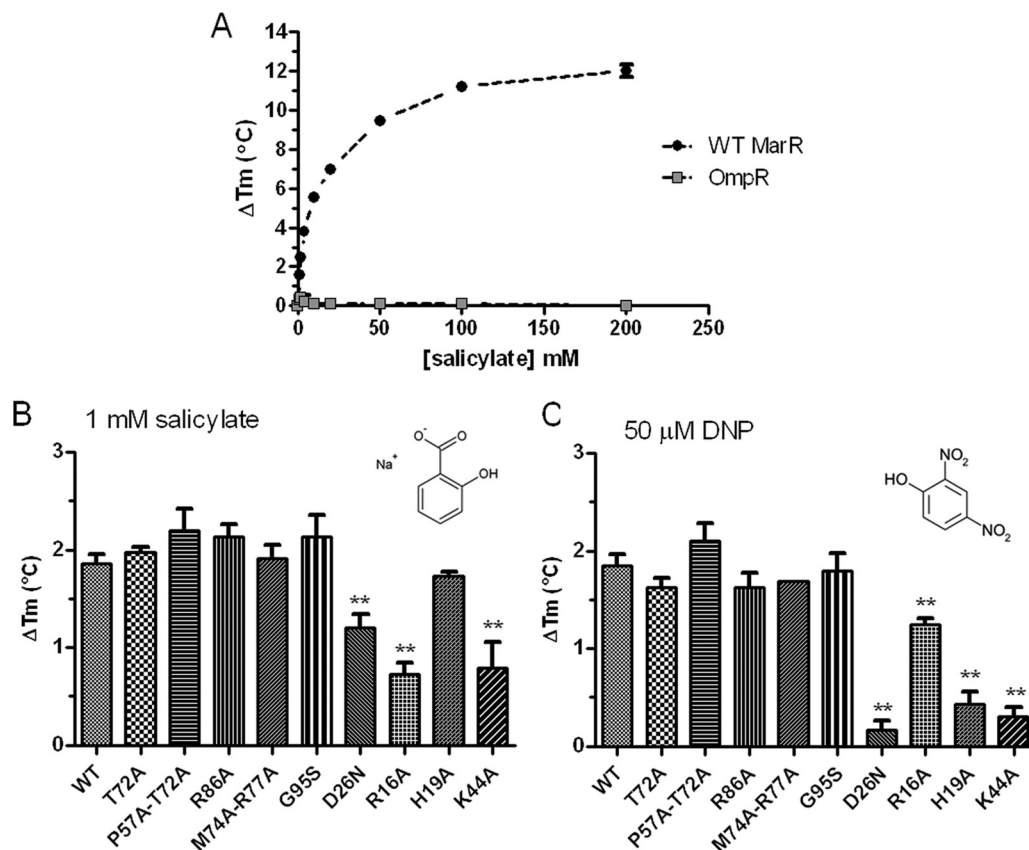 A
ΔTm (°C)
14
12
10
8
6
4
2
0
0 50 100 150 200 250
[salicylate] mM
WT MarR
OmpR
B
1 mM salicylate
O-
O
Na+
OH
ΔTm (°C)
3
2
1
0
**
**
**
WT
T72A
P57A-T72A
R86A
M74A-R77A
G95S
D26N
R16A
H19A
K44A
C
50 μM DNP
NO2
HO
NO2
ΔTm (°C)
3
2
1
0
**
**
**
**
WT
T72A
P57A-T72A
R86A
M74A-R77A
G95S
D26N
R16A
H19A
K44A